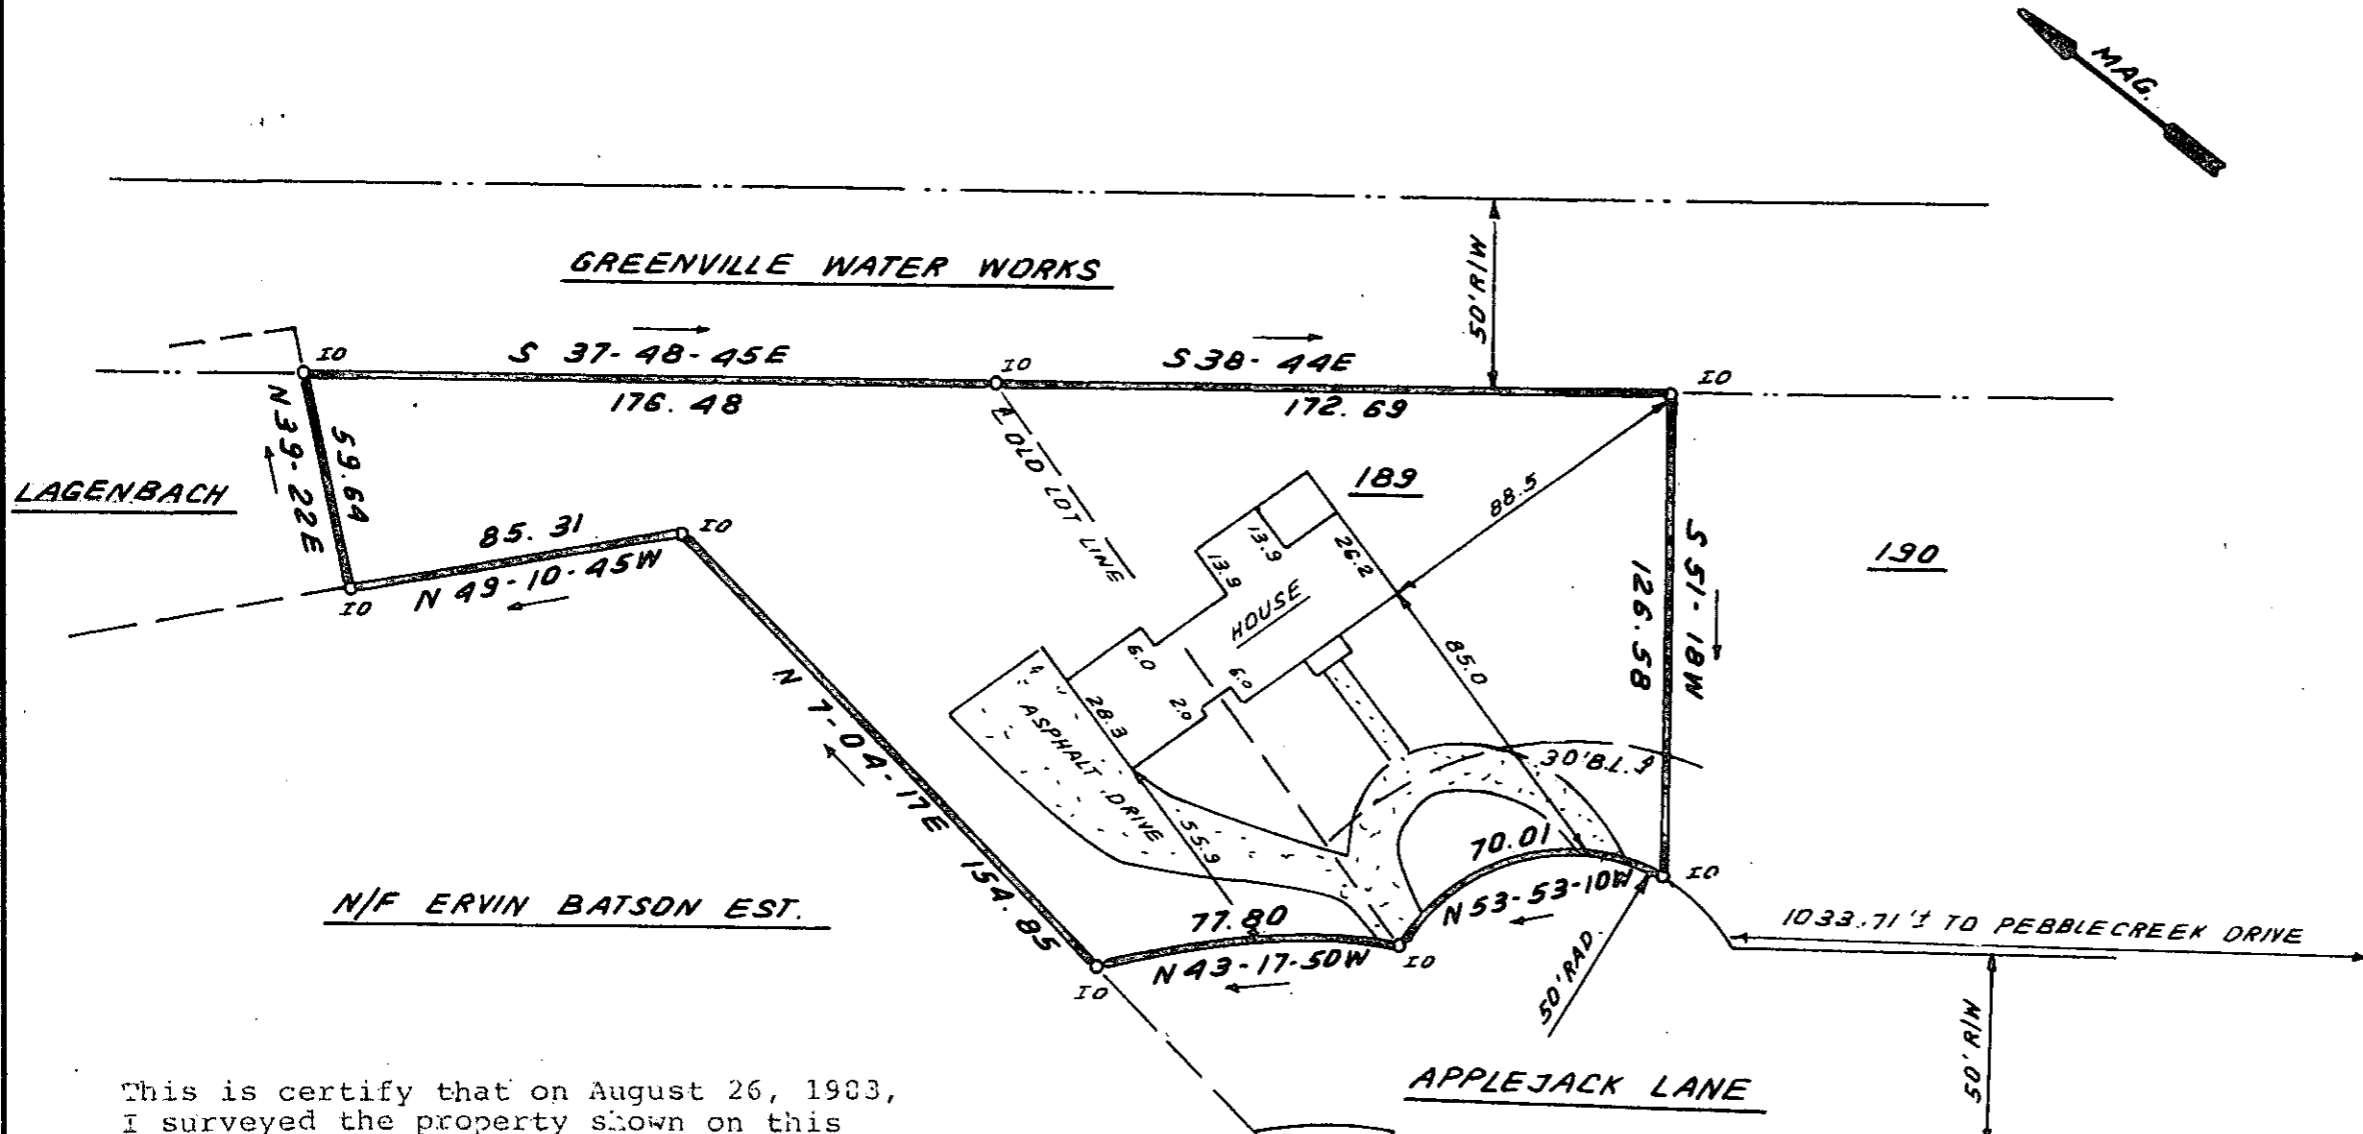 MAG.
GREENVILLE WATER WORKS
50' R/W
IO
S 37-48-45E
176.48
IO
S 38-44E
172.69
IO
OLD LOT LINE
N 39-22E
59.64
LAGENBACH
85.31
N 49-10-45W
IO
IO
189
88.5
S 51-18W
126.58
190
13.9
13.9
26.2
HOUSE
6.0
6.0
2.0
28.3
85.0
ASPHALT DRIVE
55.9
30' B.L.
N 7-04-17E 154.85
N/F ERVIN BATSON EST.
70.01
N 53-53-10W
IO
77.80
N 43-17-50W
IO
IO
50' RAD.
1033.71'± TO PEBBLECREEK DRIVE
50' R/W
APPLEJACK LANE
This is certify that on August 26, 1983,
I surveyed the property shown on this